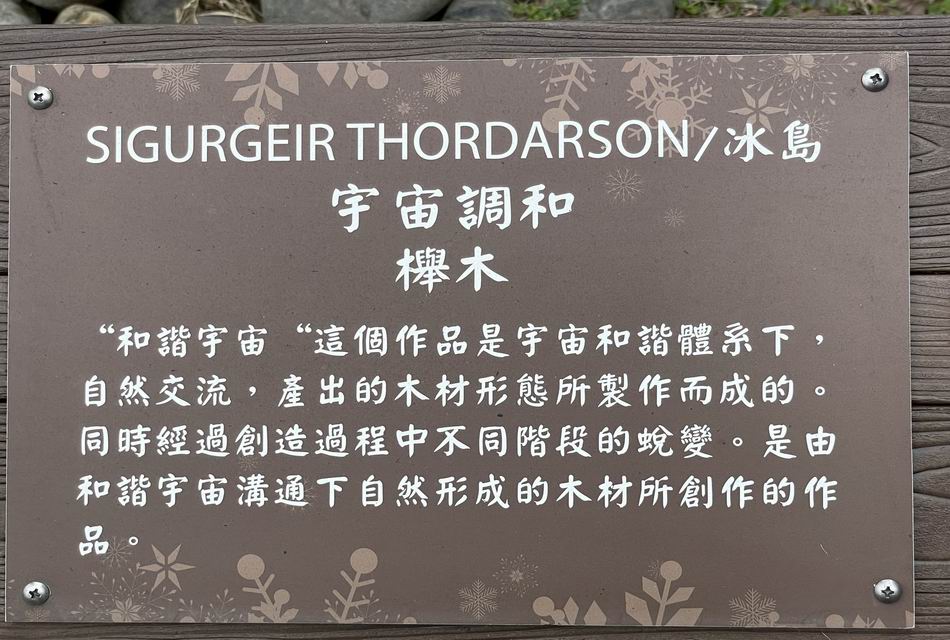 SIGURGEIR THORDARSON/冰島
宇宙調和
櫸木
“和諧宇宙“這個作品是宇宙和諧體系下，
自然交流，產出的木材形態所製作而成的。
同時經過創造過程中不同階段的蛻變。是由
和諧宇宙溝通下自然形成的木材所創作的作
品。